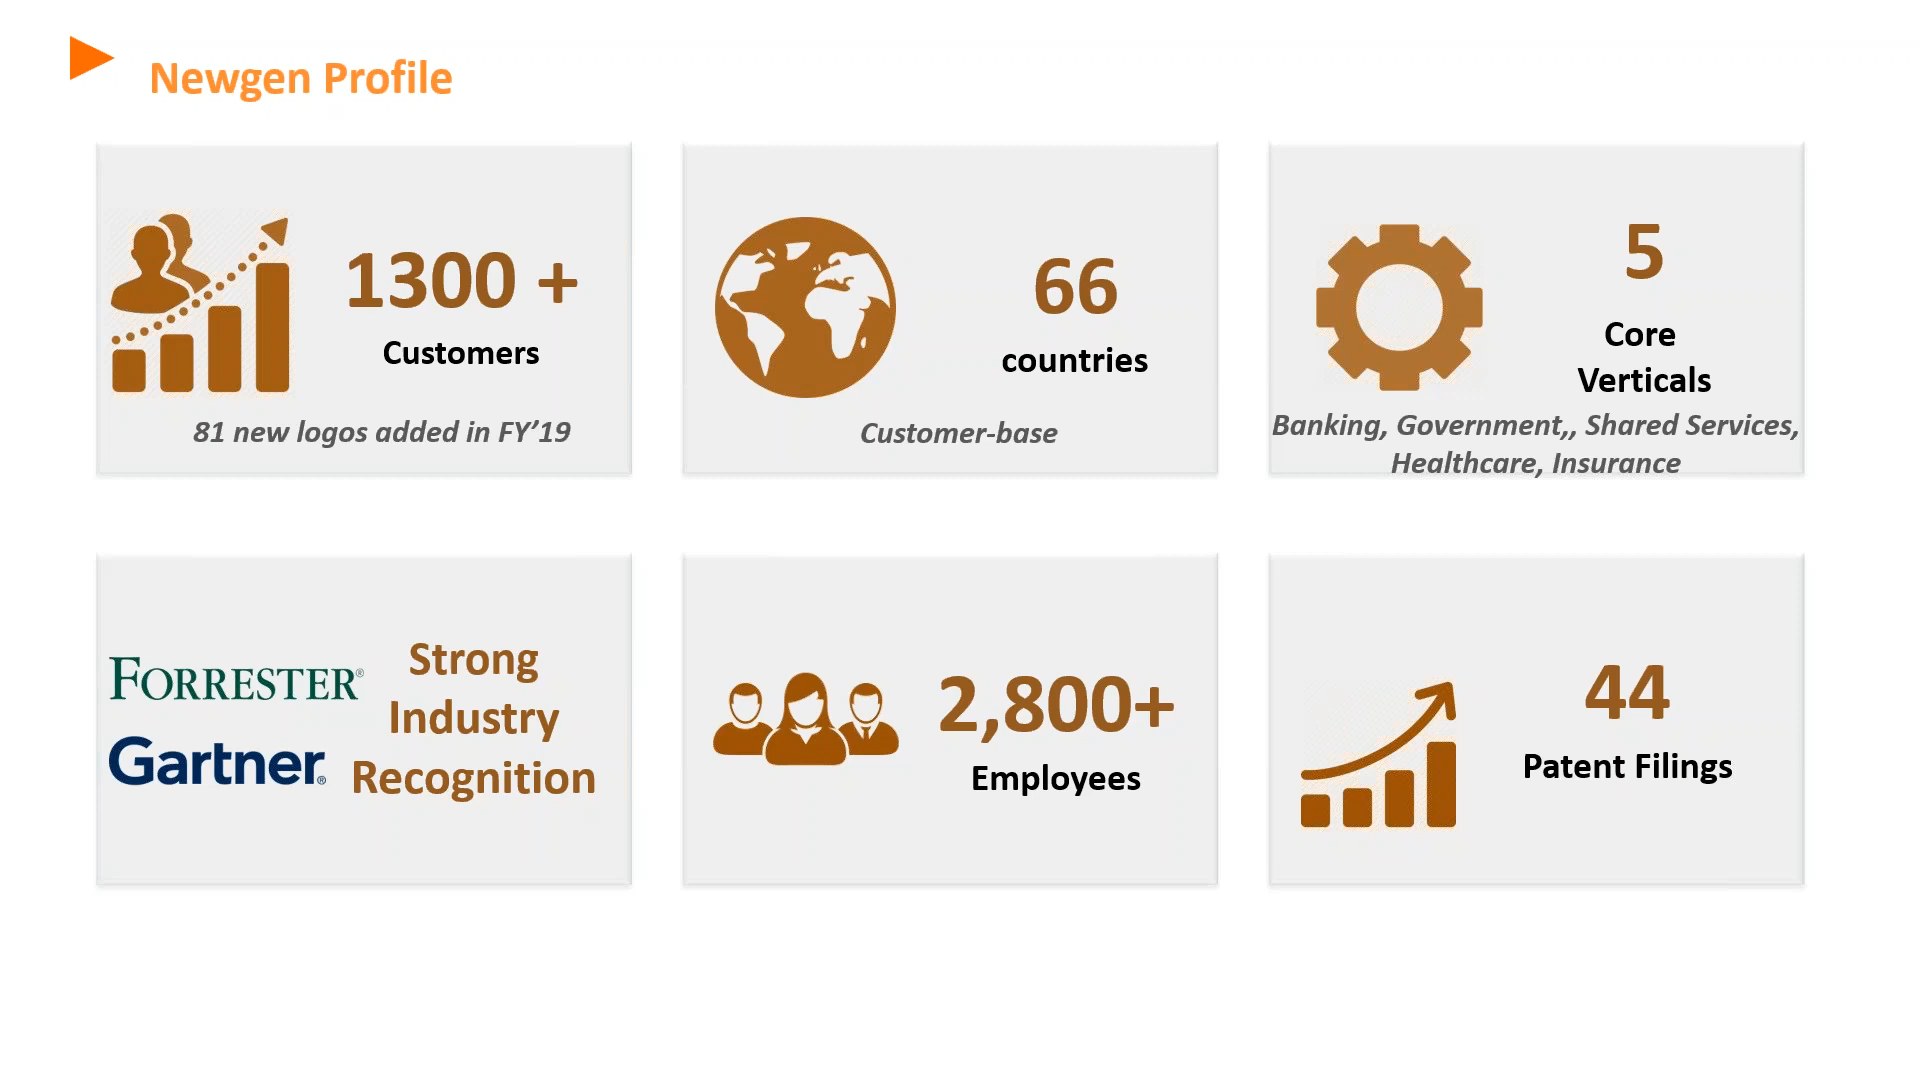 Newgen Profile
1300 +
Customers
81 new logos added in FY’19
66
countries
Customer-base
5
Core
Verticals
Banking, Government,, Shared Services,
Healthcare, Insurance
FORRESTER®
Gartner®
Strong
Industry
Recognition
2,800+
Employees
44
Patent Filings